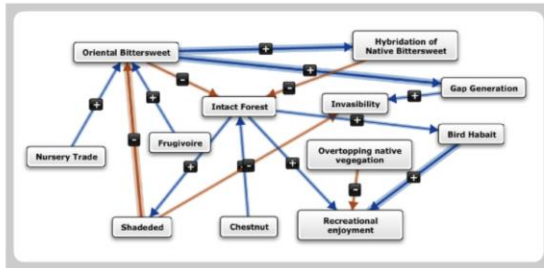 Oriental Bittersweet
Hybridation of
Native Bittersweet
+
+
-
-
Gap Generation
Intact Forest
Invasibility
+
+
+
+
Bird Habait
Nursery Trade
Frugivoire
-
Overtopping native
vegegation
-
+
+
-
+
Shadeded
Chestnut
Recreational
enjoyment